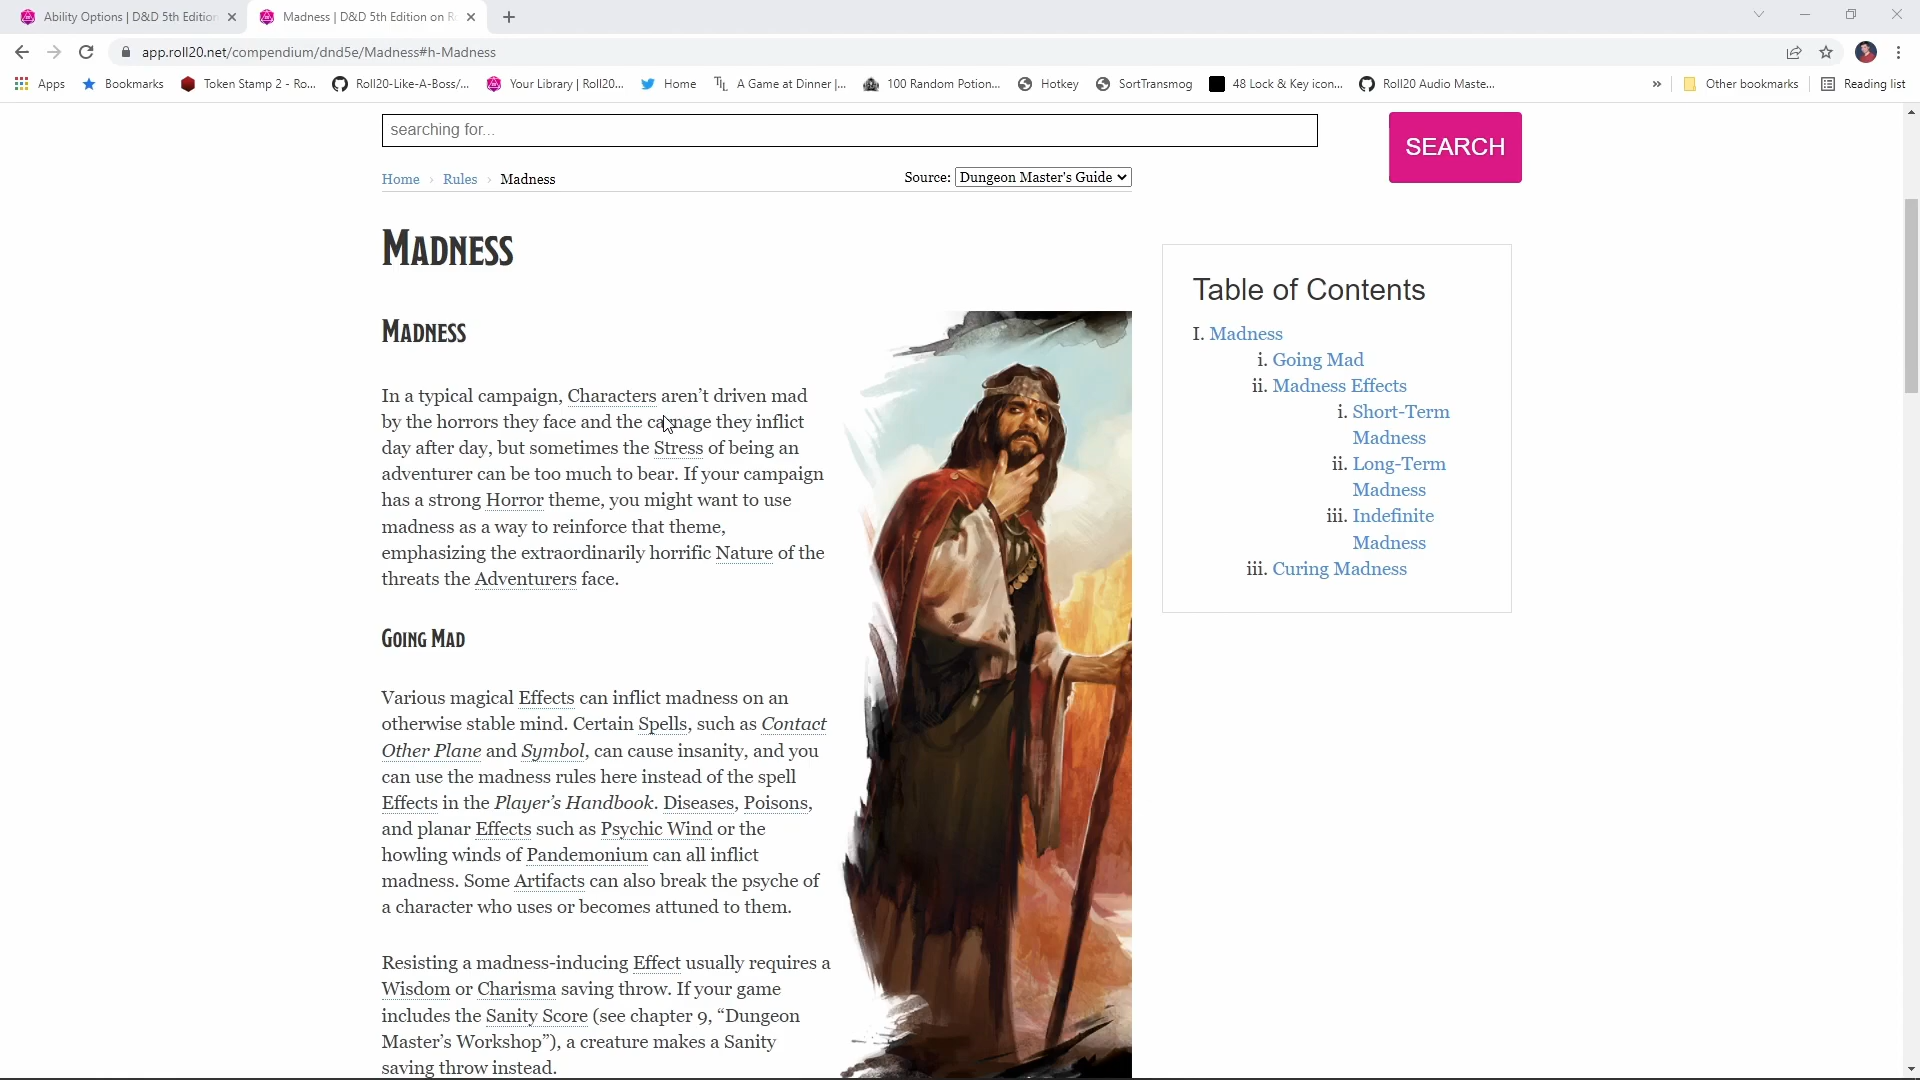 Ability Options | D&D 5th Edition
Madness | D&D 5th Edition on R
app.roll20.net/compendium/dnd5e/Madness#h-Madness
Apps
Bookmarks
Token Stamp 2 - Ro...
Roll20-Like-A-Boss/...
Your Library | Roll20...
Home
A Game at Dinner |...
100 Random Potion...
Hotkey
SortTransmog
48 Lock & Key icon...
Roll20 Audio Maste...
»
Other bookmarks
Reading list
searching for...
SEARCH
Home › Rules › Madness
Source: Dungeon Master's Guide
Madness
Madness
In a typical campaign, Characters aren’t driven mad
by the horrors they face and the carnage they inflict
day after day, but sometimes the Stress of being an
adventurer can be too much to bear. If your campaign
has a strong Horror theme, you might want to use
madness as a way to reinforce that theme,
emphasizing the extraordinarily horrific Nature of the
threats the Adventurers face.
Going Mad
Various magical Effects can inflict madness on an
otherwise stable mind. Certain Spells, such as Contact
Other Plane and Symbol, can cause insanity, and you
can use the madness rules here instead of the spell
Effects in the Player’s Handbook. Diseases, Poisons,
and planar Effects such as Psychic Wind or the
howling winds of Pandemonium can all inflict
madness. Some Artifacts can also break the psyche of
a character who uses or becomes attuned to them.
Resisting a madness-inducing Effect usually requires a
Wisdom or Charisma saving throw. If your game
includes the Sanity Score (see chapter 9, “Dungeon
Master’s Workshop”), a creature makes a Sanity
saving throw instead.
Table of Contents
I. Madness
i. Going Mad
ii. Madness Effects
i. Short-Term
Madness
ii. Long-Term
Madness
iii. Indefinite
Madness
iii. Curing Madness